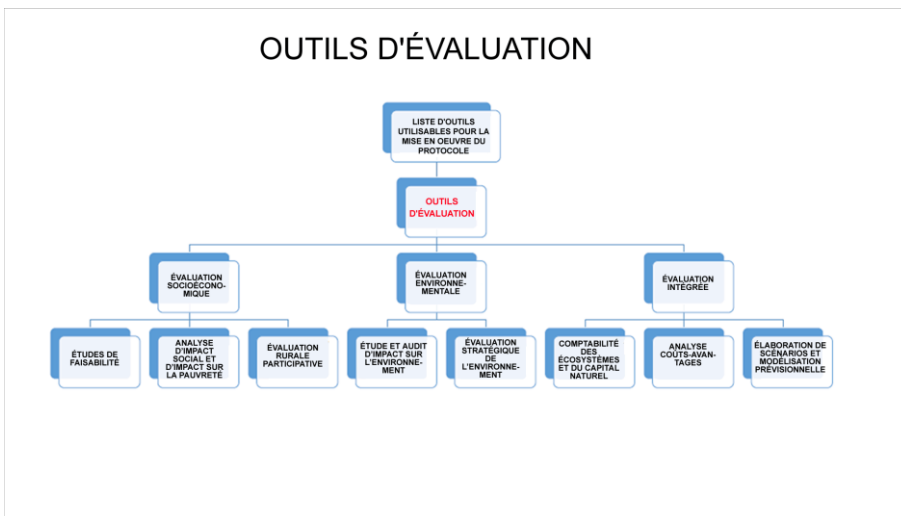 OUTILS D'ÉVALUATION
LISTE D'OUTILS
UTILISABLES POUR LA
MISE EN OEUVRE DU
PROTOCOLE
OUTILS
D'ÉVALUATION
ÉVALUATION
SOCIOÉCONO-
MIQUE
ÉVALUATION
ENVIRONNE-
MENTALE
ÉVALUATION
INTÉGRÉE
ÉTUDES DE
FAISABILITÉ
ANALYSE
D'IMPACT
SOCIAL ET
D'IMPACT SUR
LA PAUVRETÉ
ÉVALUATION
RURALE
PARTICIPATIVE
ÉTUDE ET AUDIT
D'IMPACT SUR
L'ENVIRONNE-
MENT
ÉVALUATION
STRATÉGIQUE
DE
L'ENVIRONNE-
MENT
COMPTABILITÉ
DES
ÉCOSYSTÈMES
ET DU CAPITAL
NATUREL
ANALYSE
COÛTS-AVAN-
TAGES
ÉLABORATION DE
SCÉNARIOS ET
MODÉLISATION
PRÉVISIONNELLE